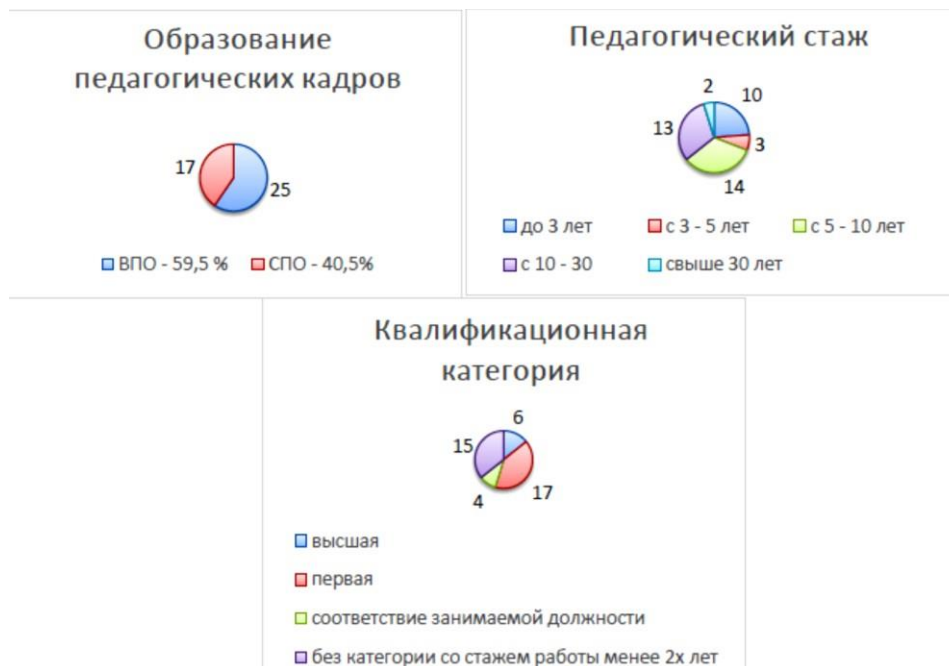 Образование
педагогических кадров
17
25
ВПО - 59,5 % СПО - 40,5%
Педагогический стаж
2
10
13
3
14
до 3 лет с 3 - 5 лет с 5 - 10 лет
с 10 - 30 свыше 30 лет
Квалификационная
категория
6
15
17
4
высшая
первая
соответствие занимаемой должности
без категории со стажем работы менее 2х лет